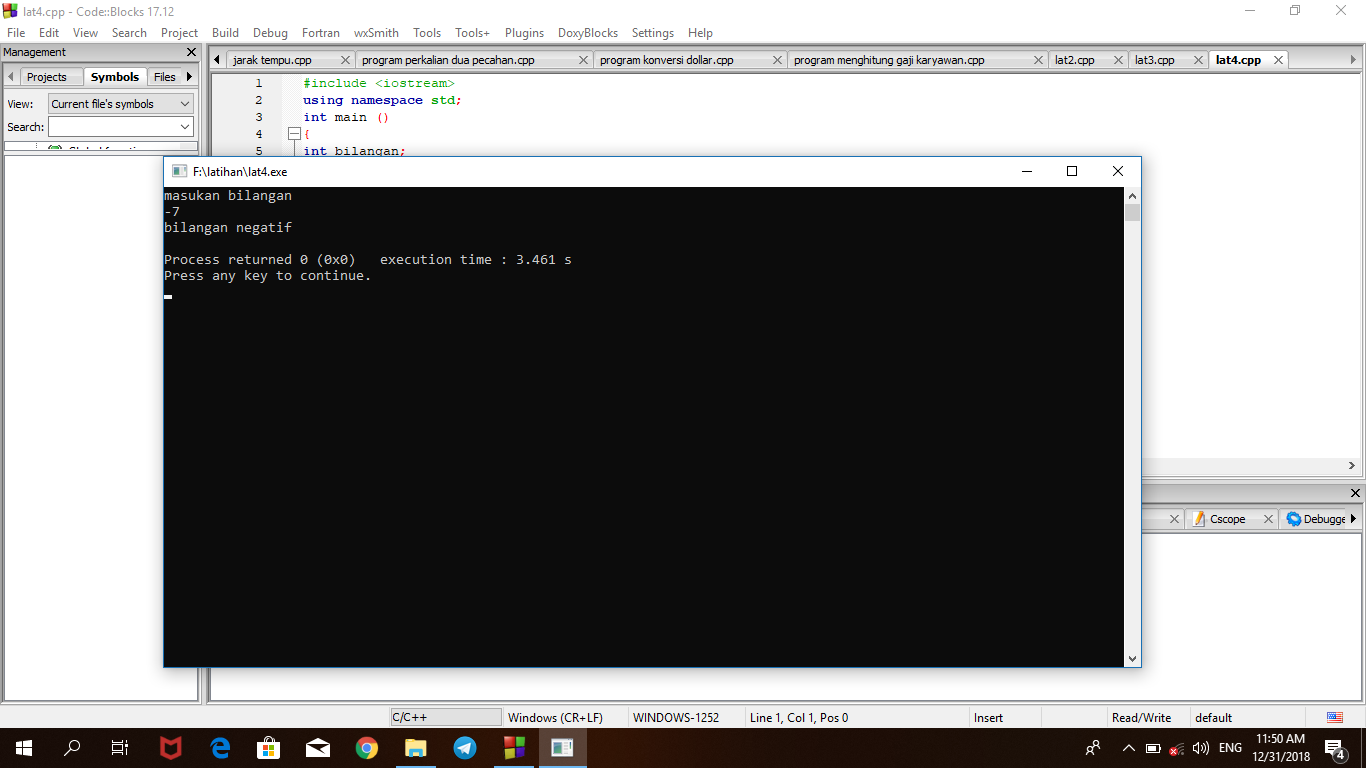 lat4.cpp - Code::Blocks 17.12
File Edit View Search Project Build Debug Fortran wxSmith Tools Tools+ Plugins DoxyBlocks Settings Help
Management
Projects Symbols Files
View: Current file's symbols
Search:
jarak tempu.cpp program perkalian dua pecahan.cpp program konversi dollar.cpp program menghitung gaji karyawan.cpp lat2.cpp lat3.cpp lat4.cpp
1 #include <iostream>
2 using namespace std;
3 int main ()
4 {
5 int bilangan;
F:\latihan\lat4.exe
masukan bilangan
-7
bilangan negatif
Process returned 0 (0x0) execution time : 3.461 s
Press any key to continue.
Cscope Debugge
C/C++ Windows (CR+LF) WINDOWS-1252 Line 1, Col 1, Pos 0 Insert Read/Write default
ENG 11:50 AM
12/31/2018 4